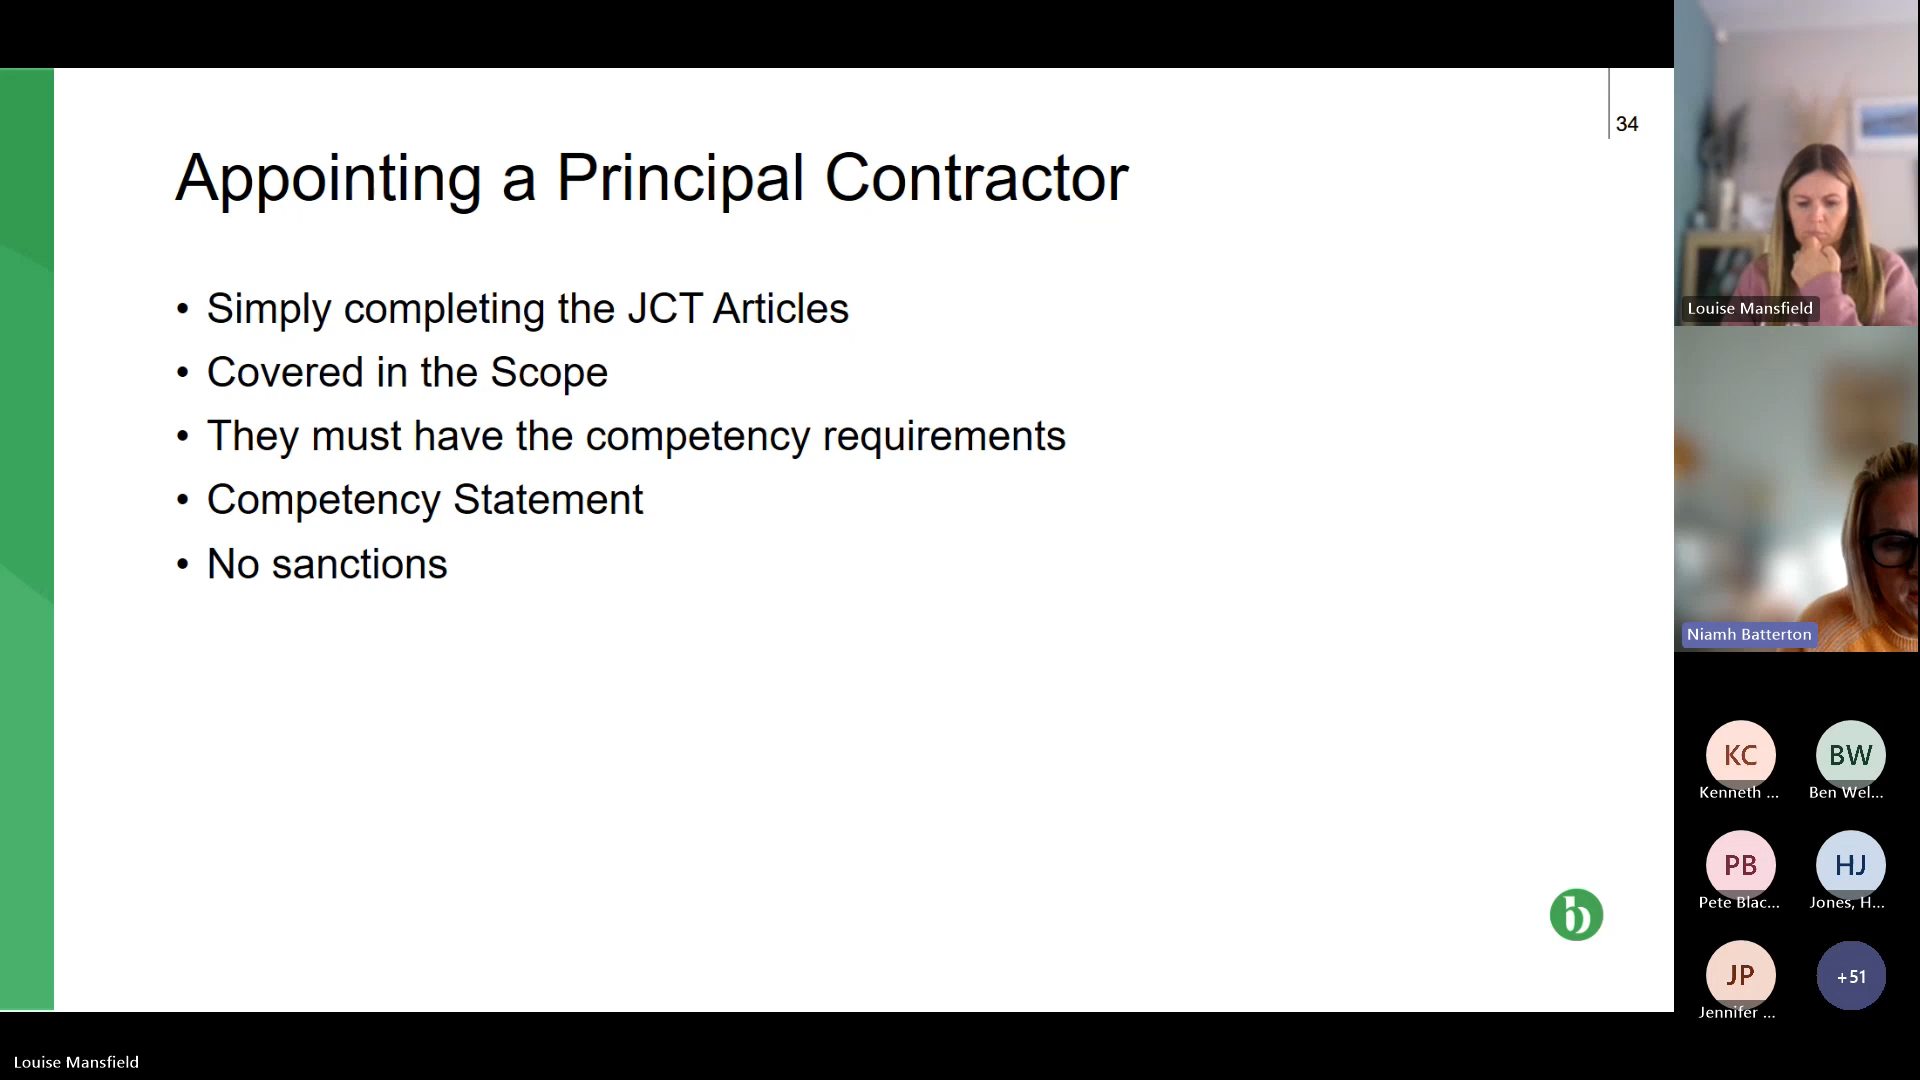 34
Appointing a Principal Contractor
• Simply completing the JCT Articles
• Covered in the Scope
• They must have the competency requirements
• Competency Statement
• No sanctions
b
Louise Mansfield
Niamh Batterton
KC
Kenneth ...
BW
Ben Wel...
PB
Pete Blac...
HJ
Jones, H...
JP
Jennifer ...
+51
Louise Mansfield